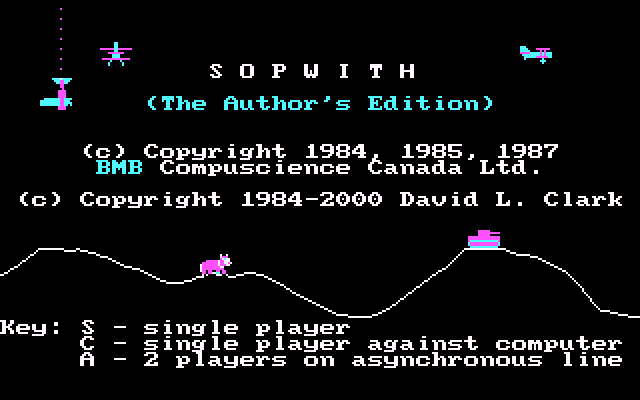 S O P W I T H
(The Author's Edition)
(c) Copyright 1984, 1985, 1987
BMB Compuscience Canada Ltd.
(c) Copyright 1984-2000 David L. Clark
Key: S - single player
C - single player against computer
A - 2 players on asynchronous line